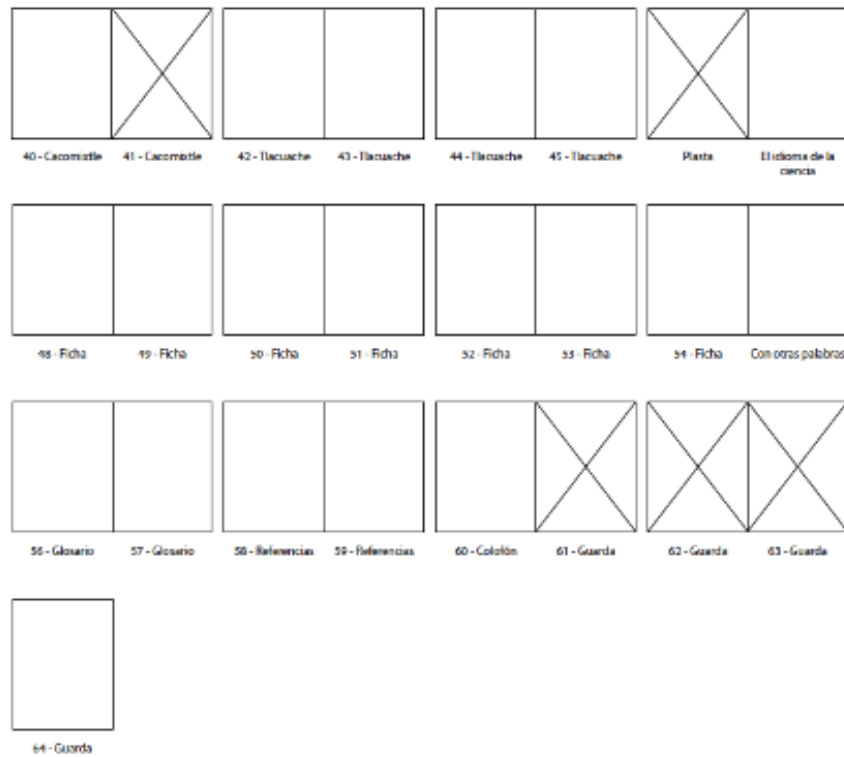 40 - Cacomixtle 41 - Cacomixtle 42 - Tlacuache 43 - Tlacuache 44 - Tlacuache 45 - Tlacuache Plasta El idioma de la
ciencia
48 - Ficha 49 - Ficha 50 - Ficha 51 - Ficha 52 - Ficha 53 - Ficha 54 - Ficha Con otras palabras
56 - Glosario 57 - Glosario 58 - Referencias 59 - Referencias 60 - Colofón 61 - Guarda 62 - Guarda 63 - Guarda
64 - Guarda